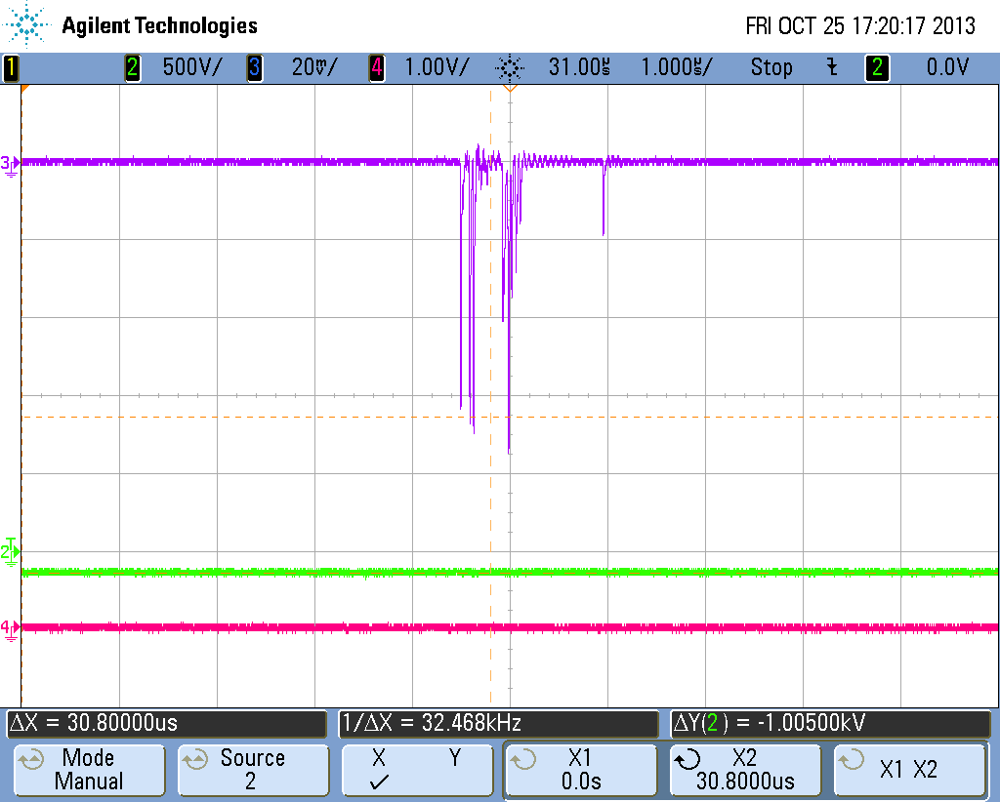 Agilent Technologies FRI OCT 25 17:20:17 2013
1 2 500V/ 3 20mV/ 4 1.00V/ 31.00µs 1.000µs/ Stop 2 0.0V
3
T
2
4
ΔX = 30.80000us 1/ΔX = 32.468kHz ΔY(2) = -1.00500kV
Mode Source X Y X1 X2 X1 X2
Manual 2 ✓ 0.0s 30.8000us